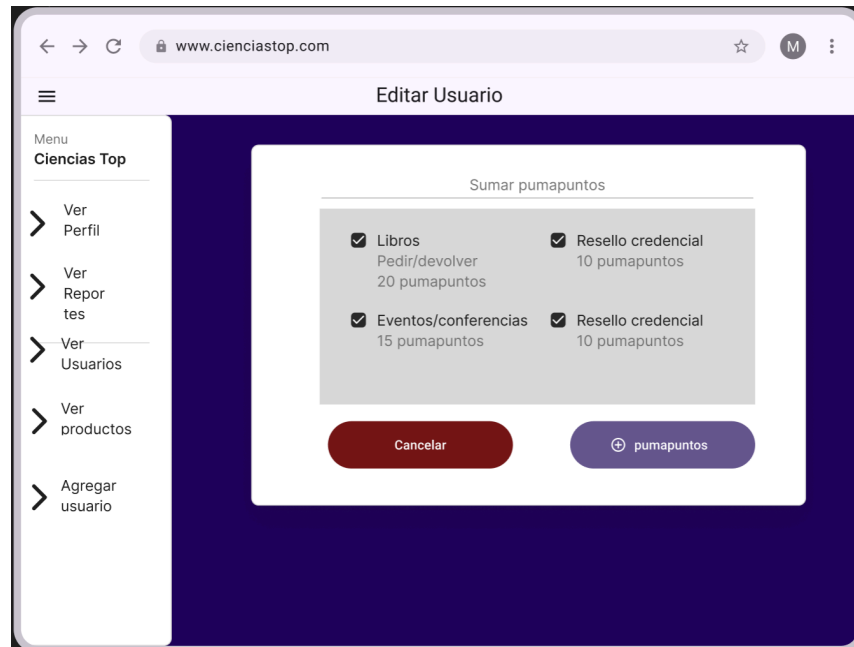 www.cienciastop.com
M
Editar Usuario
Menu
Ciencias Top
Ver
Perfil
Ver
Repor
tes
Ver
Usuarios
Ver
productos
Agregar
usuario
Sumar pumapuntos
Libros
Pedir/devolver
20 pumapuntos
Resello credencial
10 pumapuntos
Eventos/conferencias
15 pumapuntos
Resello credencial
10 pumapuntos
Cancelar
pumapuntos